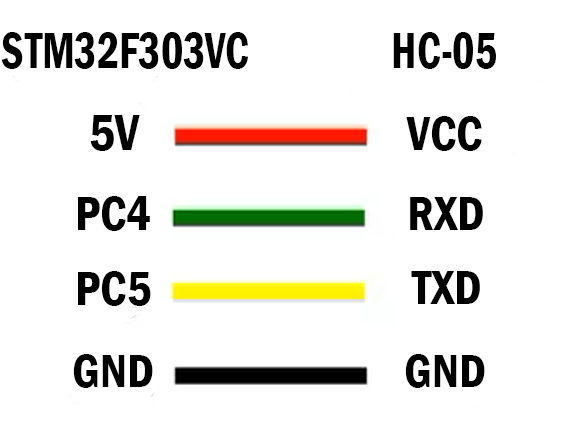 STM32F303VC HC-05
5V VCC
PC4 RXD
PC5 TXD
GND GND